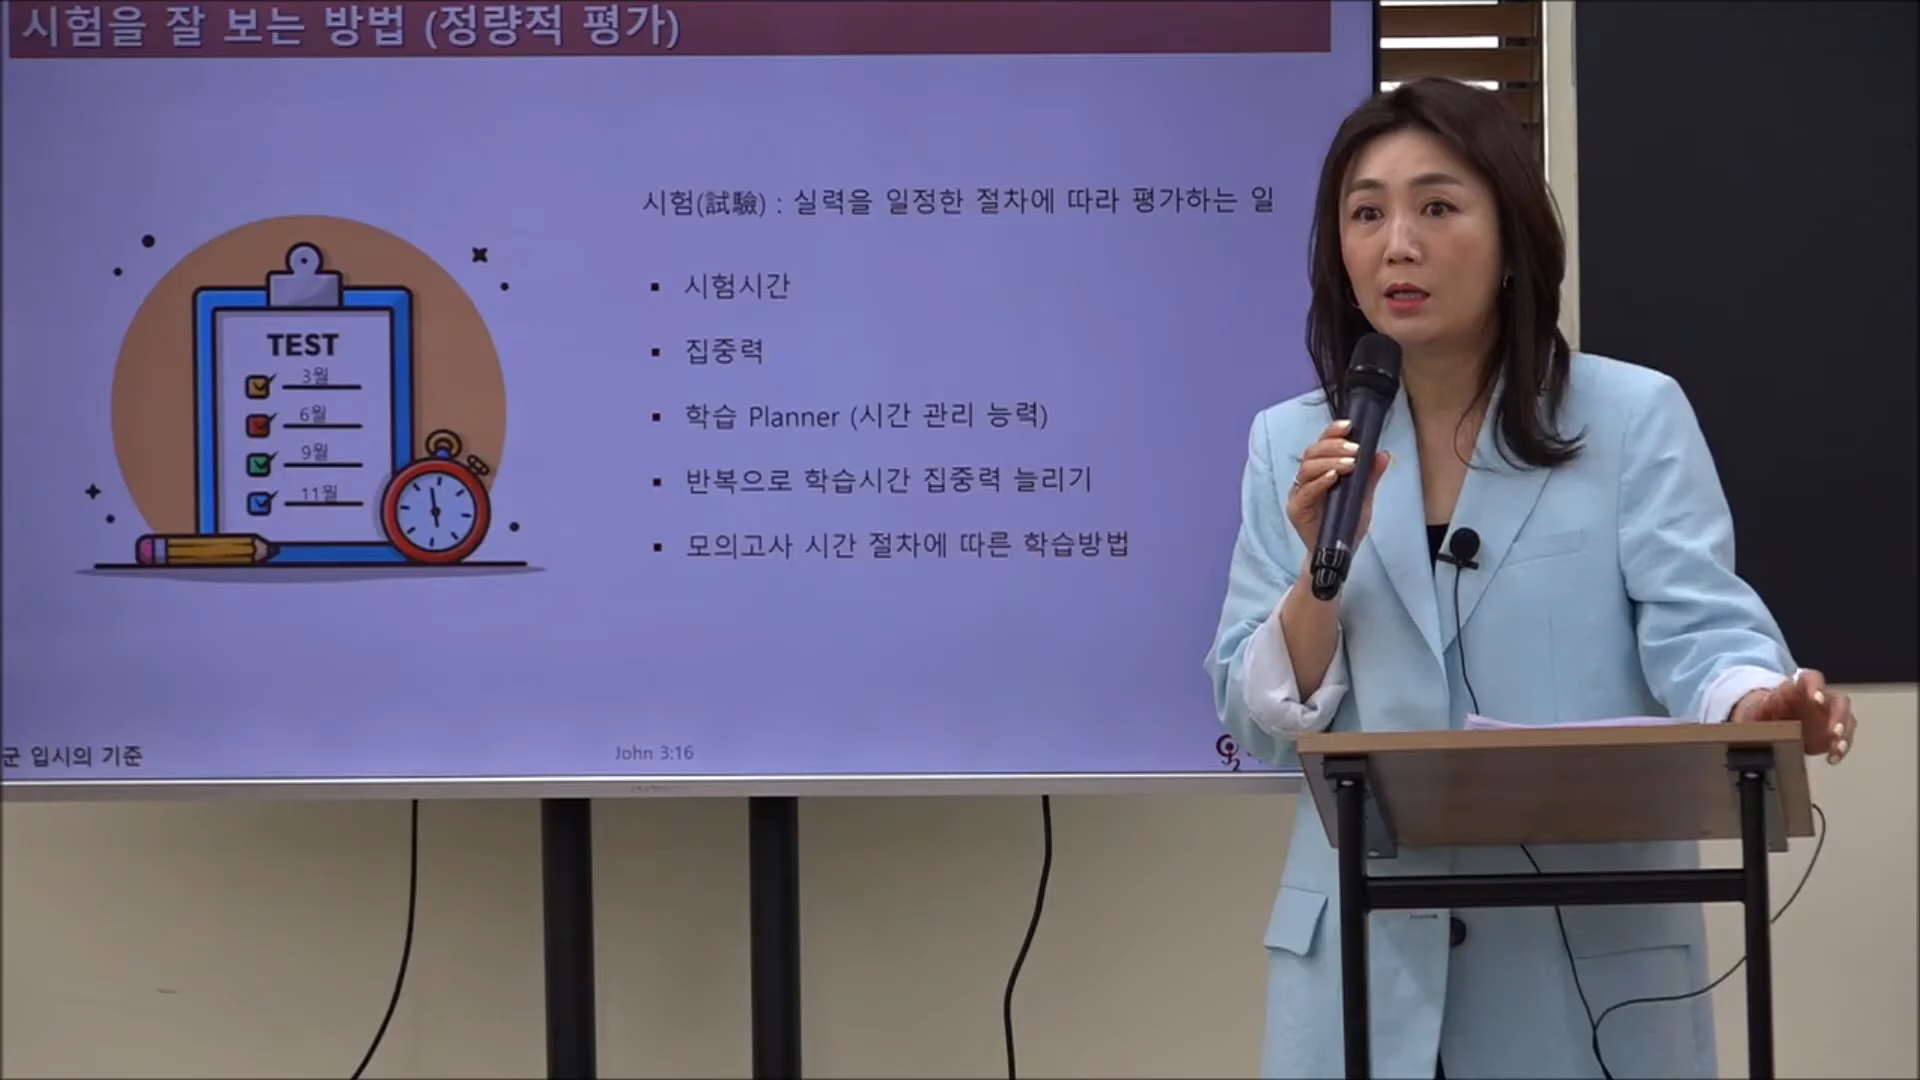 시험을 잘 보는 방법 (정량적 평가)
시험(試驗) : 실력을 일정한 절차에 따라 평가하는 일
▪ 시험시간
▪ 집중력
▪ 학습 Planner (시간 관리 능력)
▪ 반복으로 학습시간 집중력 늘리기
▪ 모의고사 시간 절차에 따른 학습방법
TEST
3월
6월
9월
11월
군 입시의 기준
John 3:16